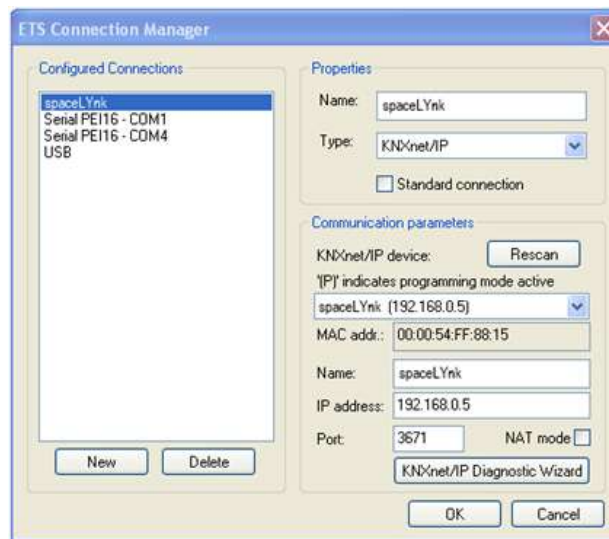 ETS Connection Manager
Configured Connections
spaceLYnk
Serial PEI16 - COM1
Serial PEI16 - COM4
USB
New
Delete
Properties
Name: spaceLYnk
Type: KNXnet/IP
Standard connection
Communication parameters
KNXnet/IP device: Rescan
'(P)' indicates programming mode active
spaceLYnk (192.168.0.5)
MAC addr.: 00:00:54:FF:88:15
Name: spaceLYnk
IP address: 192.168.0.5
Port: 3671 NAT mode
KNXnet/IP Diagnostic Wizard
OK Cancel